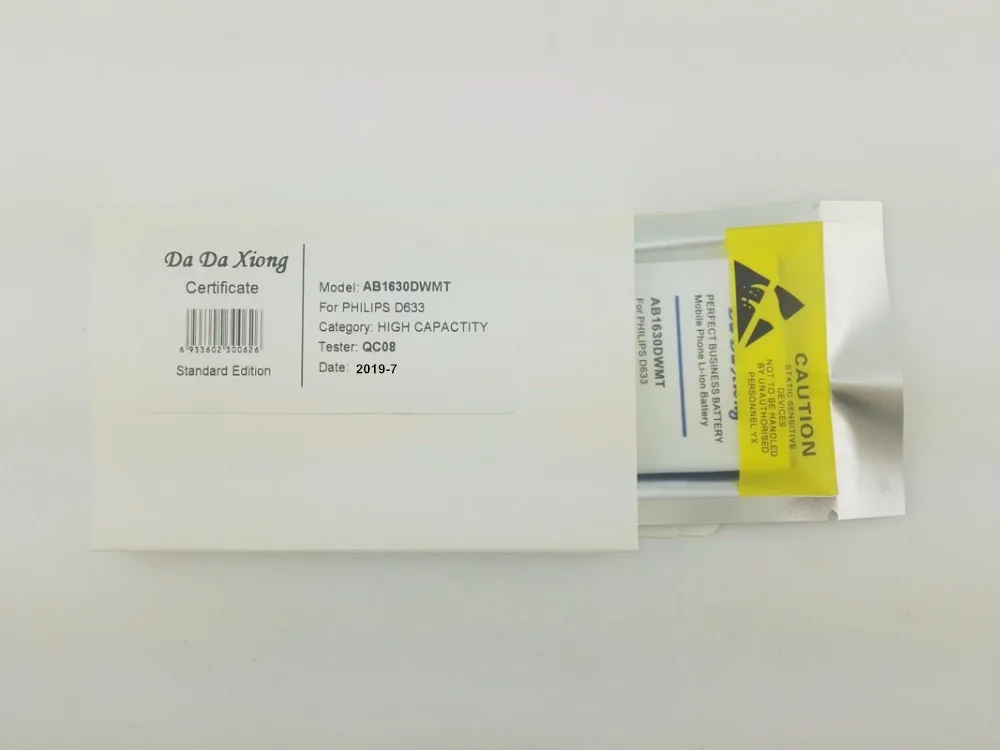 Da Da Xiong
Certificate
6 933602 300626
Standard Edition
Model: AB1630DWMT
For PHILIPS D633
Category: HIGH CAPACTITY
Tester: QC08
Date: 2019-7
CAUTION
STATIC SENSITIVE
DEVICES
NOT TO BE HANDLED
BY UNAUTHORISED
PERSONNEL YX
PERFECT BUSINESS BATTERY
Mobile Phone Li-ion Battery
AB1630DWMT
For PHILIPS D633